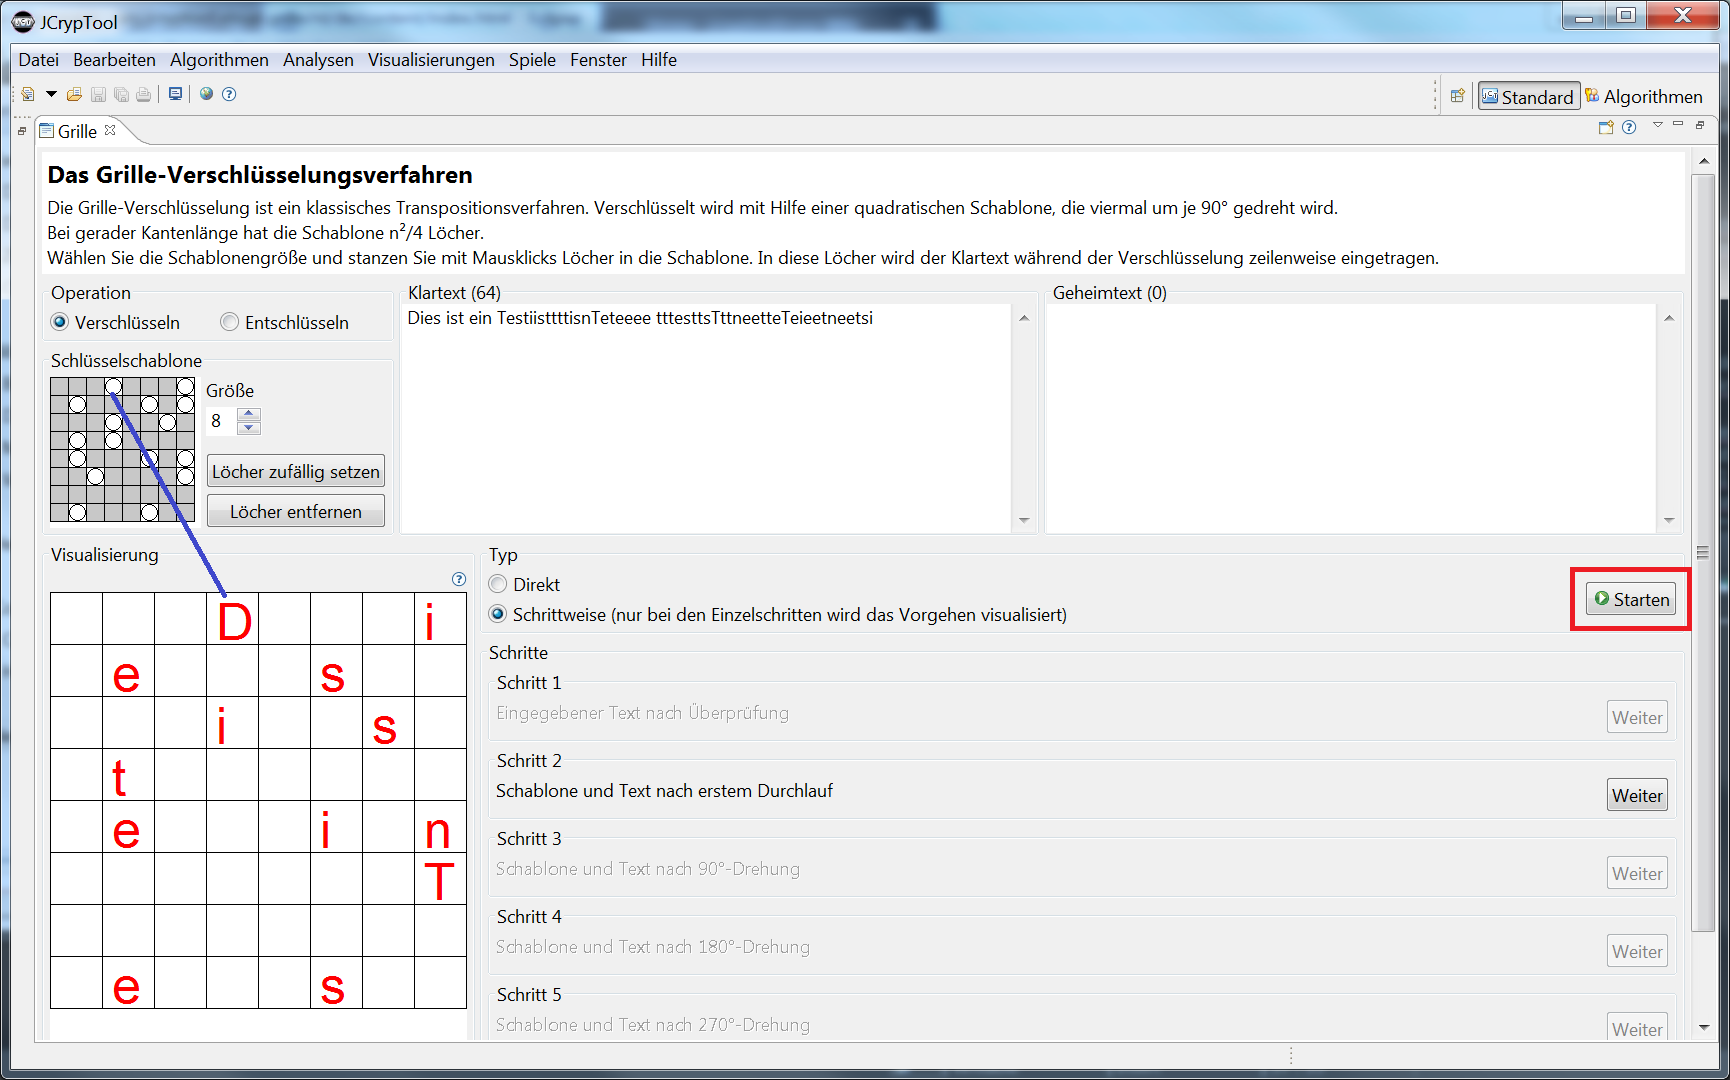 JCrypTool
Datei Bearbeiten Algorithmen Analysen Visualisierungen Spiele Fenster Hilfe
Standard Algorithmen
Grille
Das Grille-Verschlüsselungsverfahren
Die Grille-Verschlüsselung ist ein klassisches Transpositionsverfahren. Verschlüsselt wird mit Hilfe einer quadratischen Schablone, die viermal um je 90° gedreht wird.
Bei gerader Kantenlänge hat die Schablone n²/4 Löcher.
Wählen Sie die Schablonengröße und stanzen Sie mit Mausklicks Löcher in die Schablone. In diese Löcher wird der Klartext während der Verschlüsselung zeilenweise eingetragen.
Operation
Verschlüsseln Entschlüsseln
Schlüsselschablone
Größe
8
Löcher zufällig setzen
Löcher entfernen
Klartext (64)
Dies ist ein TestiisttttisnTeteeee tttesttsTttneetteTeieetneetsi
Geheimtext (0)
Visualisierung
D i
e s
i s
t
e i n
T
e s
Typ
Direkt
Schrittweise (nur bei den Einzelschritten wird das Vorgehen visualisiert)
Starten
Schritte
Schritt 1
Eingegebener Text nach Überprüfung
Weiter
Schritt 2
Schablone und Text nach erstem Durchlauf
Weiter
Schritt 3
Schablone und Text nach 90°-Drehung
Weiter
Schritt 4
Schablone und Text nach 180°-Drehung
Weiter
Schritt 5
Schablone und Text nach 270°-Drehung
Weiter